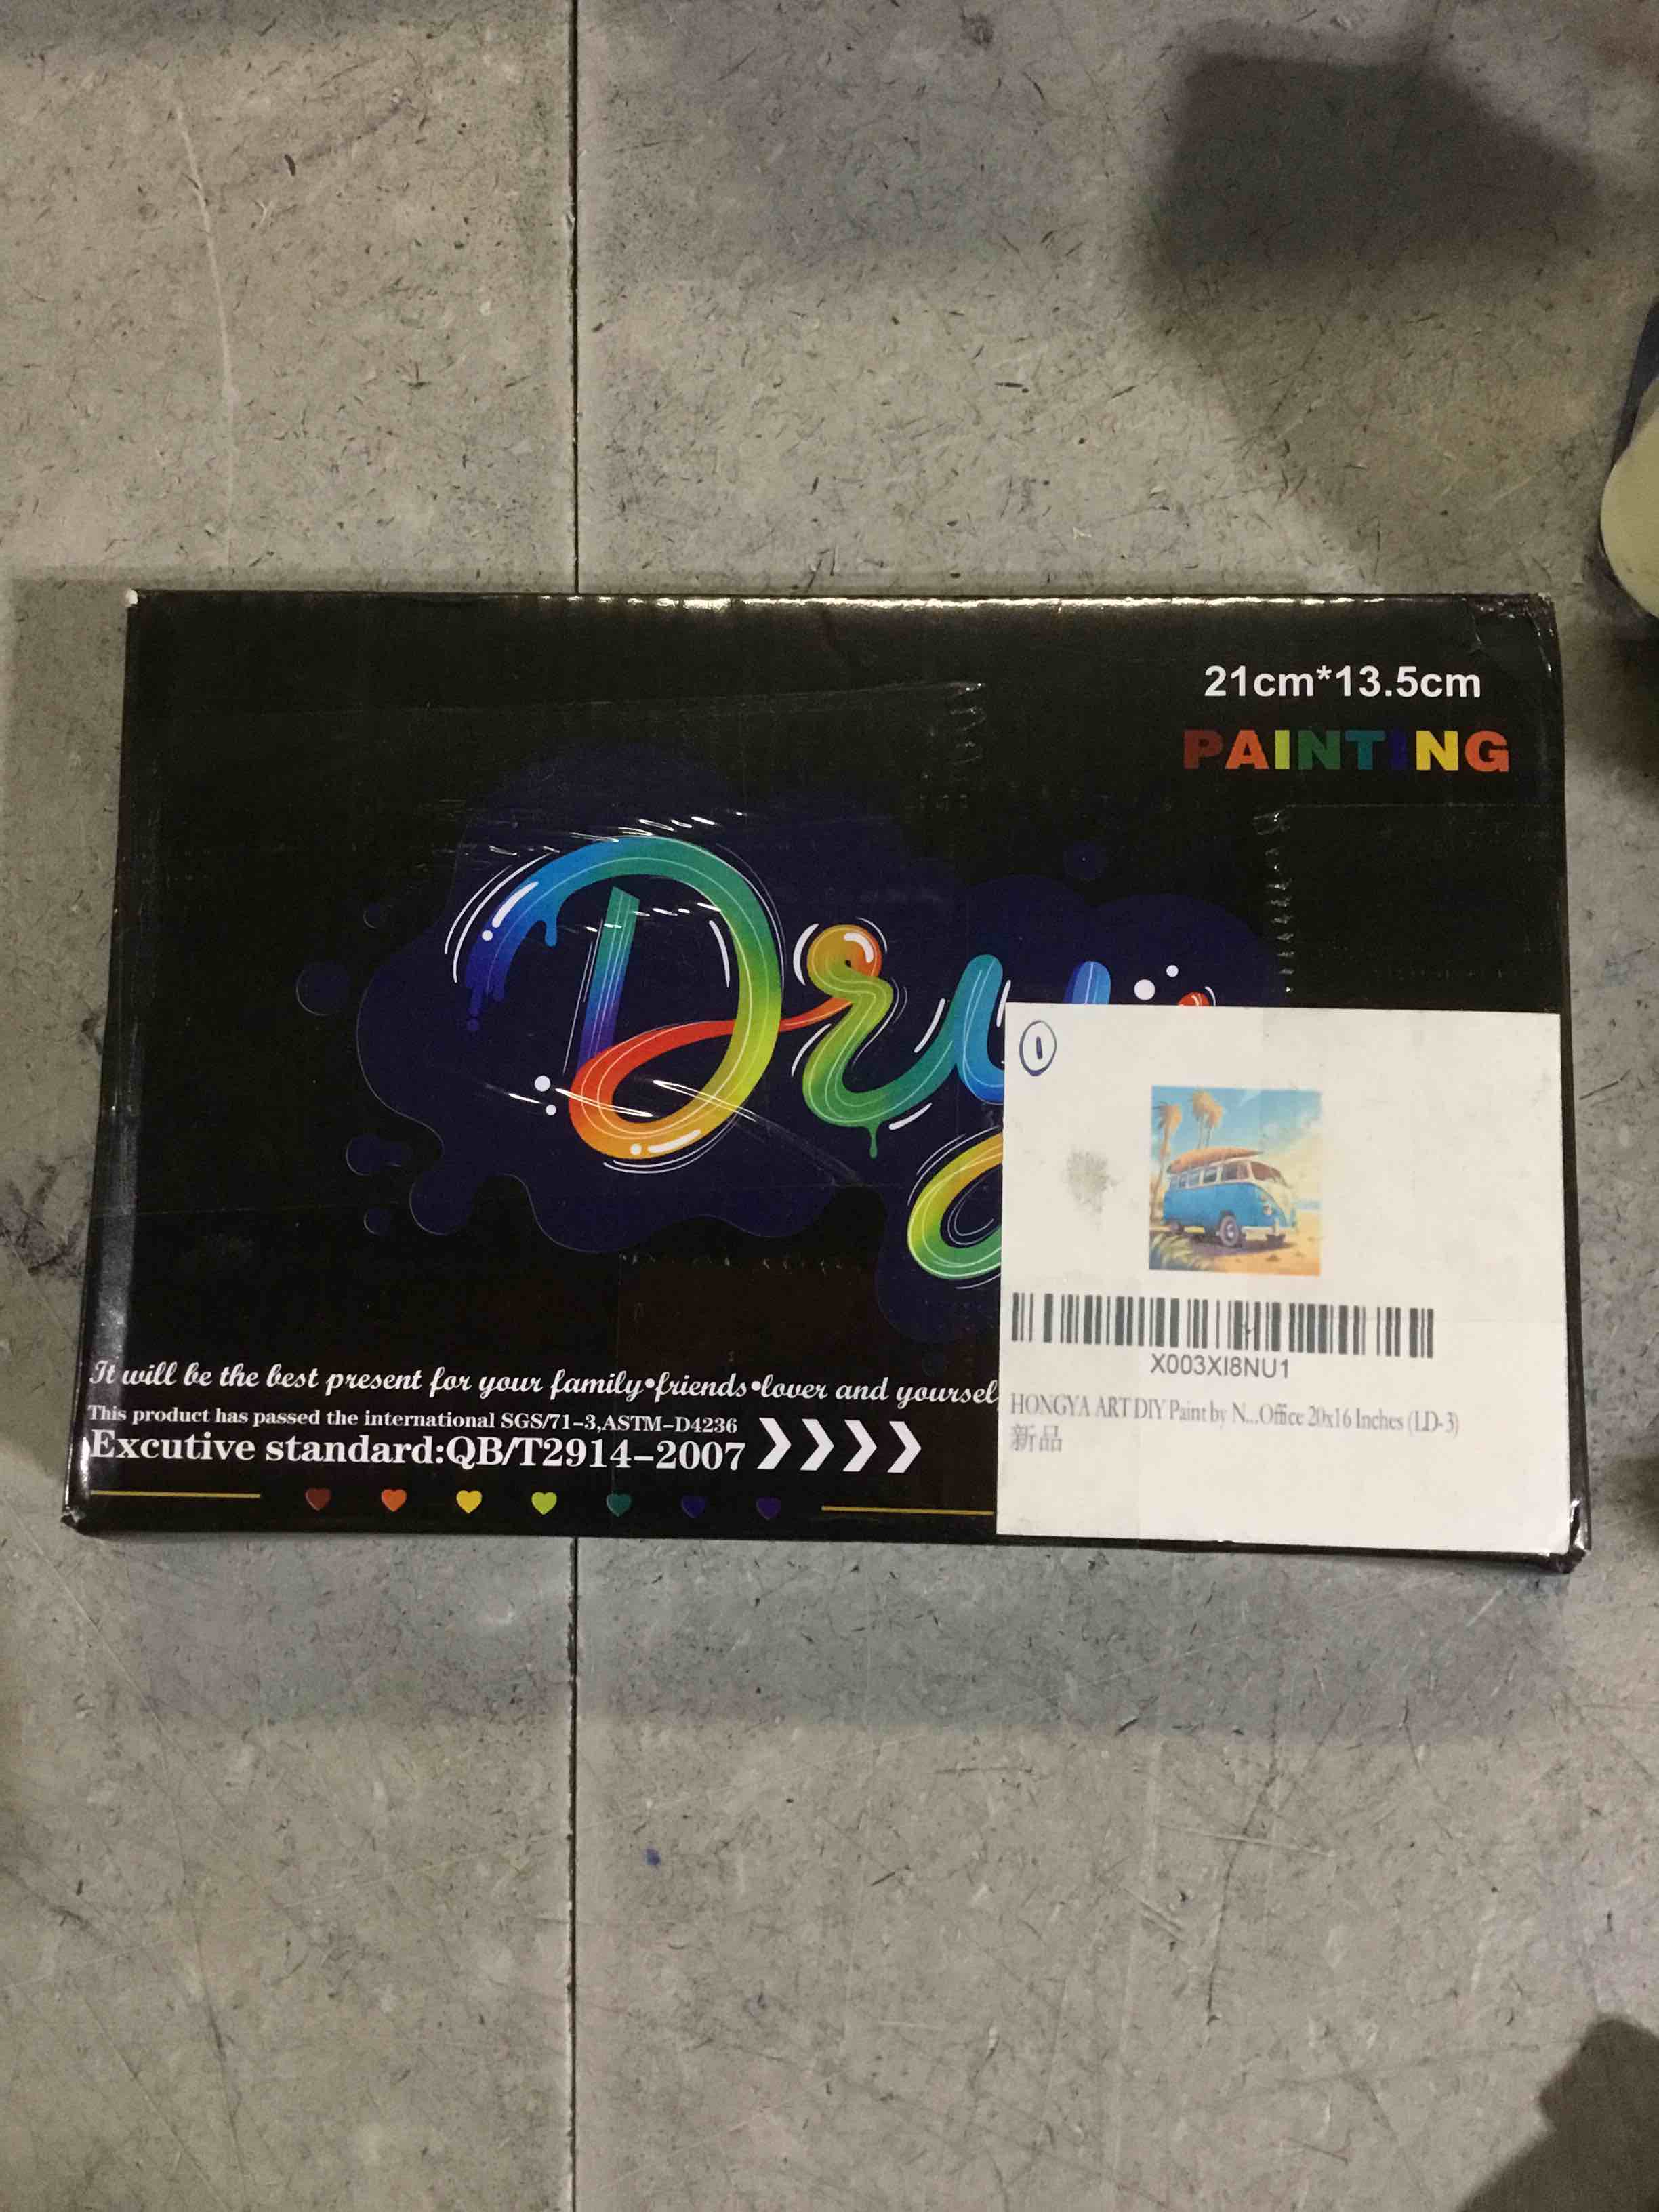 21cm*13.5cm
PAINTING
①
X003XI8NU1
HONGYA ART DIY Paint by N...Office 20x16 Inches (LD-3)
新品
It will be the best present for your family•friends•lover and yoursel
This product has passed the international SGS/71-3,ASTM-D4236
Excutive standard:QB/T2914-2007